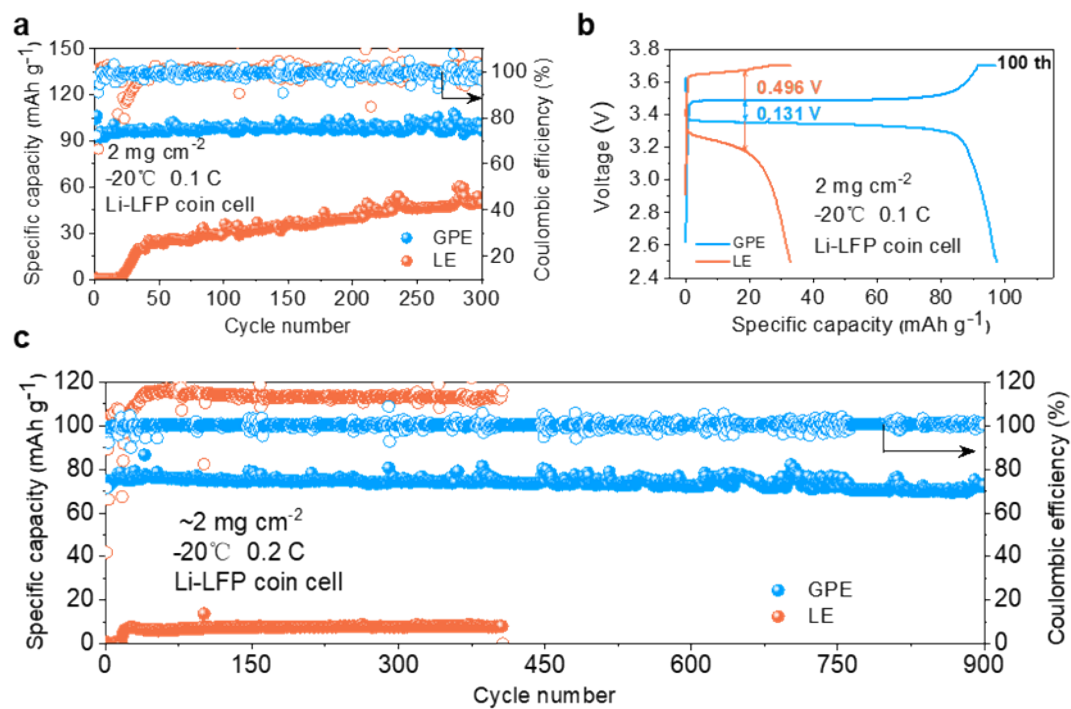 a
Specific capacity (mAh g⁻¹)
150
120
90
60
30
0
2 mg cm⁻²
-20℃ 0.1 C
Li-LFP coin cell
GPE
LE
100
80
60
40
20
Coulombic efficiency (%)
0 50 100 150 200 250 300
Cycle number
b
Voltage (V)
3.8
3.6
3.4
3.2
3.0
2.8
2.6
2.4
100 th
0.496 V
0.131 V
2 mg cm⁻²
-20℃ 0.1 C
Li-LFP coin cell
GPE
LE
0 20 40 60 80 100
Specific capacity (mAh g⁻¹)
c
Specific capacity (mAh g⁻¹)
120
100
80
60
40
20
0
~2 mg cm⁻²
-20℃ 0.2 C
Li-LFP coin cell
GPE
LE
120
100
80
60
40
20
0
Coulombic efficiency (%)
0 150 300 450 600 750 900
Cycle number